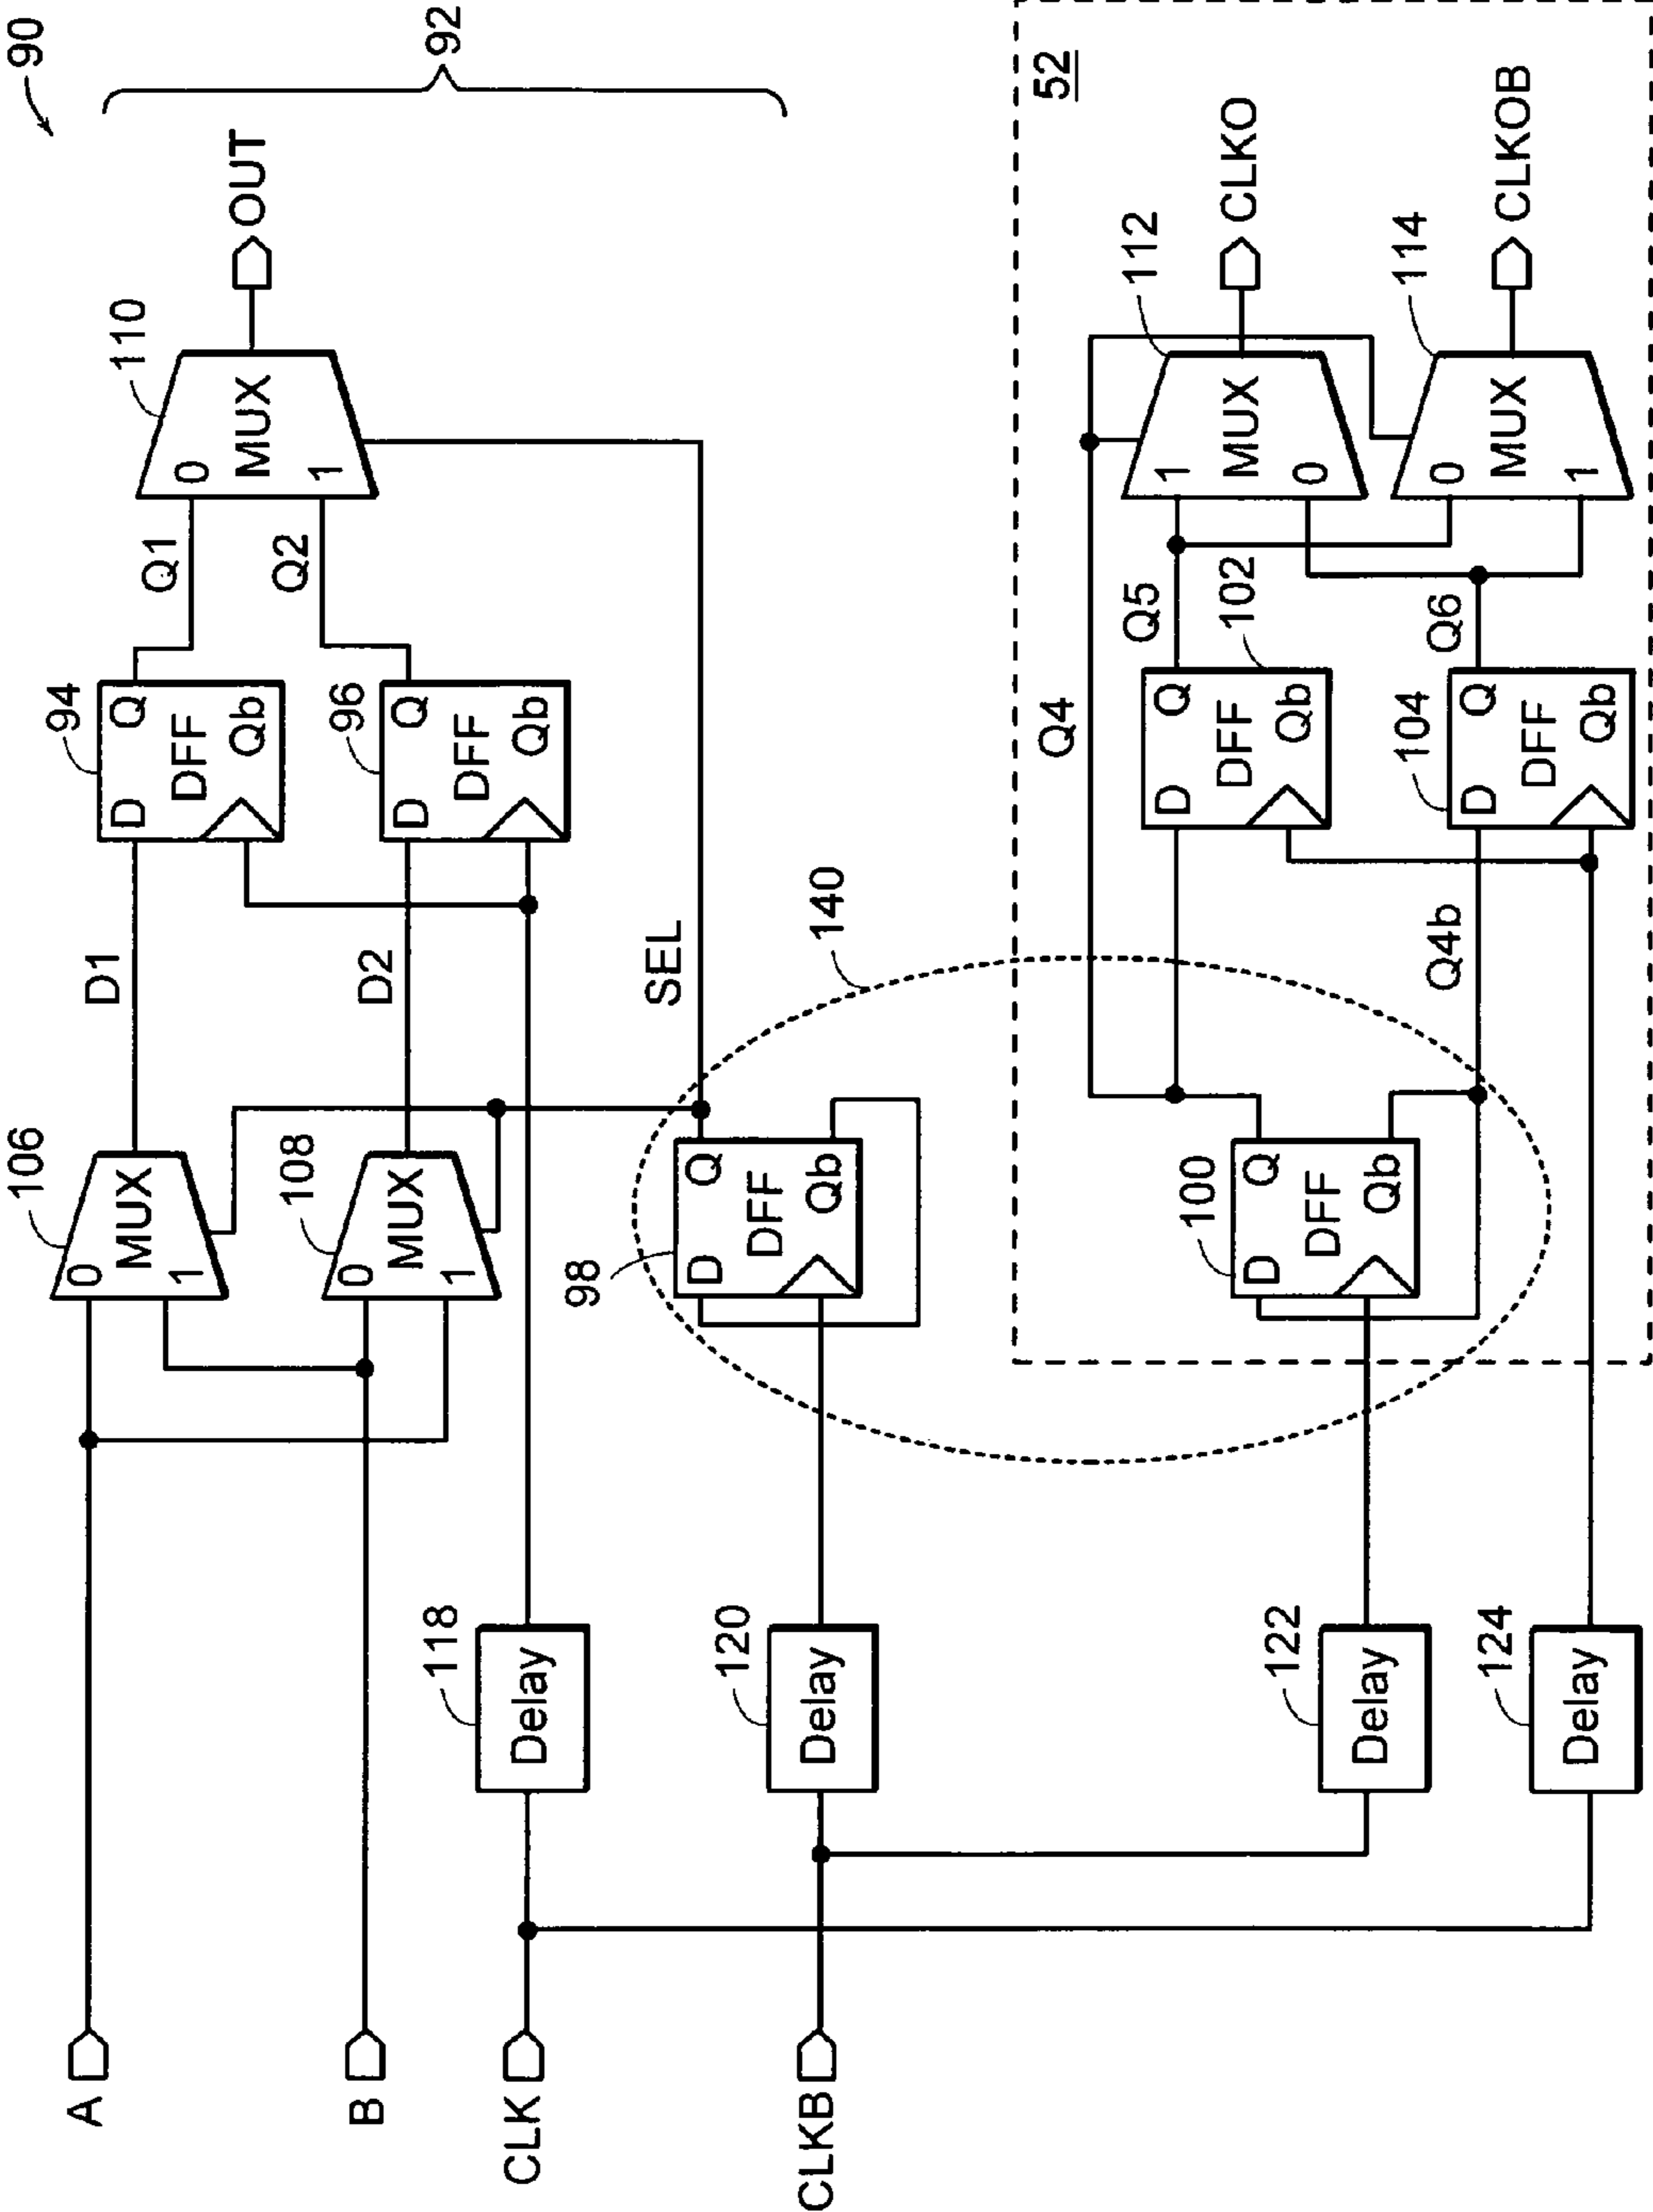 90
92
A
B
CLK
CLKB
106
0
MUX
1
108
0
MUX
1
D1
D2
94
D Q
DFF
Qb
96
D Q
DFF
Qb
Q1
Q2
110
0
MUX
1
OUT
118
Delay
120
Delay
122
Delay
124
Delay
SEL
98
D Q
DFF
Qb
140
52
100
D Q
DFF
Qb
Q4
Q4b
D Q
DFF
Qb
102
104
D Q
DFF
Qb
Q5
Q6
112
1
MUX
0
114
0
MUX
1
CLKO
CLKOB